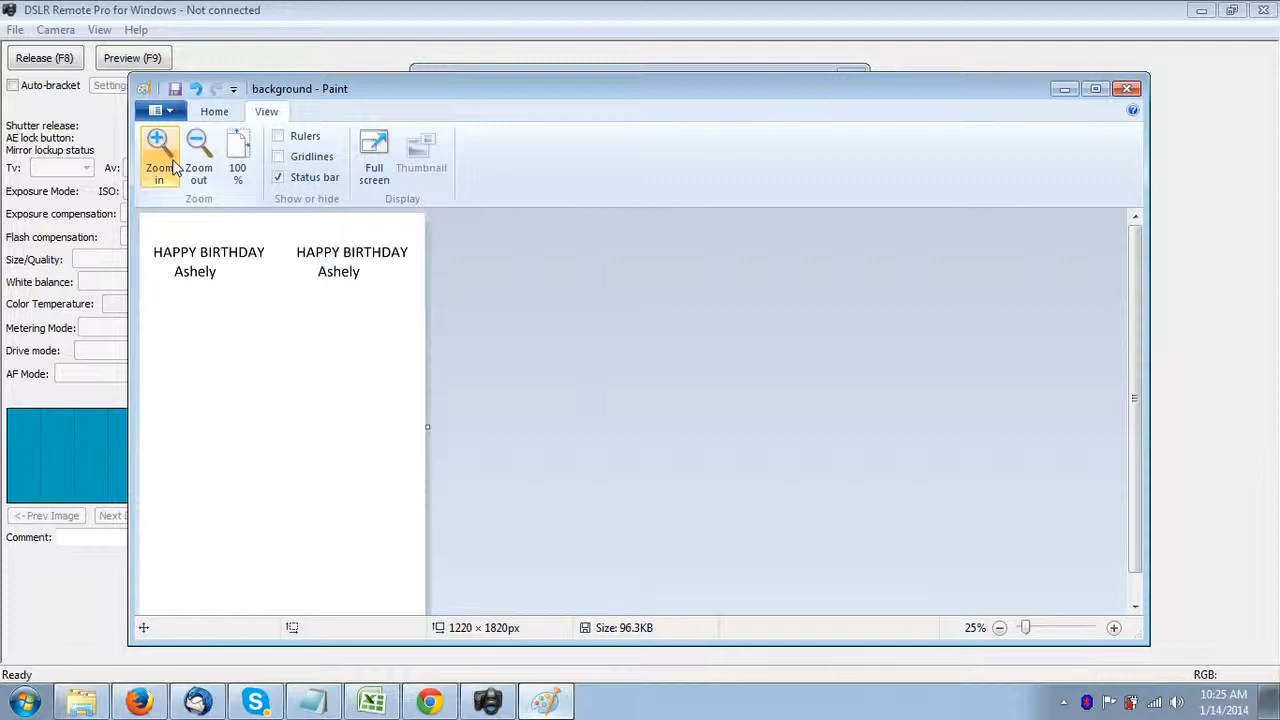 DSLR Remote Pro for Windows - Not connected
File Camera View Help
Release (F8) Preview (F9)
Auto-bracket
Shutter release:
AE lock button:
Mirror lockup status
Tv: Av:
Exposure Mode: ISO:
Exposure compensation:
Flash compensation:
Size/Quality:
White balance:
Color Temperature:
Metering Mode:
Drive mode:
AF Mode:
<- Prev Image Next
Comment:
background - Paint
Home View
Zoom in
Zoom out
100 %
Zoom
Rulers
Gridlines
Status bar
Show or hide
Full screen
Thumbnail
Display
HAPPY BIRTHDAY HAPPY BIRTHDAY
Ashely Ashely
1220 × 1820px Size: 96.3KB 25%
Ready RGB:
10:25 AM
1/14/2014